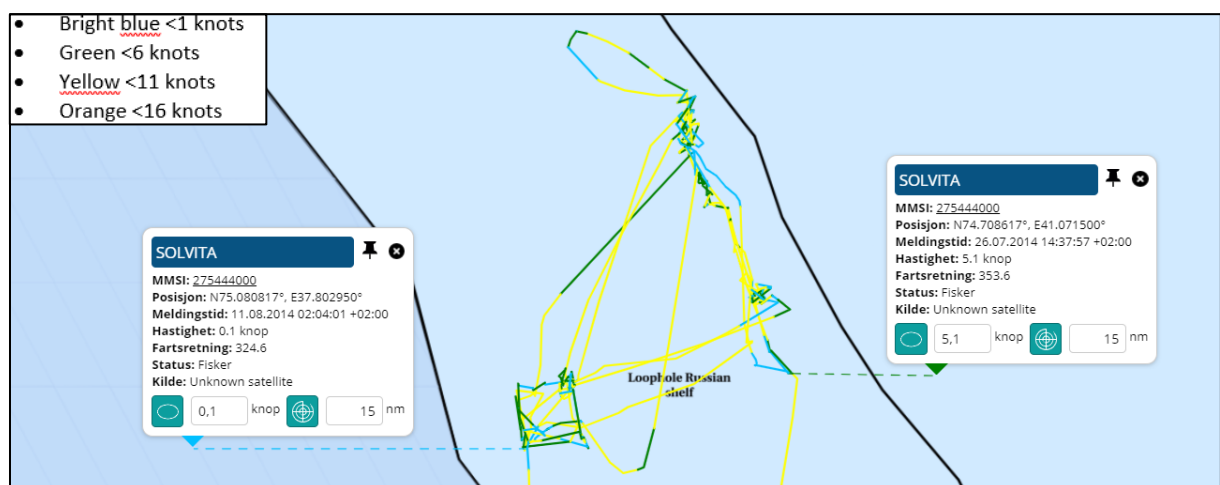 • Bright blue <1 knots
• Green <6 knots
• Yellow <11 knots
• Orange <16 knots
SOLVITA
MMSI: 275444000
Posisjon: N74.708617°, E41.071500°
Meldingstid: 26.07.2014 14:37:57 +02:00
Hastighet: 5.1 knop
Fartsretning: 353.6
Status: Fisker
Kilde: Unknown satellite
5,1 knop 15 nm
SOLVITA
MMSI: 275444000
Posisjon: N75.080817°, E37.802950°
Meldingstid: 11.08.2014 02:04:01 +02:00
Hastighet: 0.1 knop
Fartsretning: 324.6
Status: Fisker
Kilde: Unknown satellite
0,1 knop 15 nm
Loophole Russian
shelf